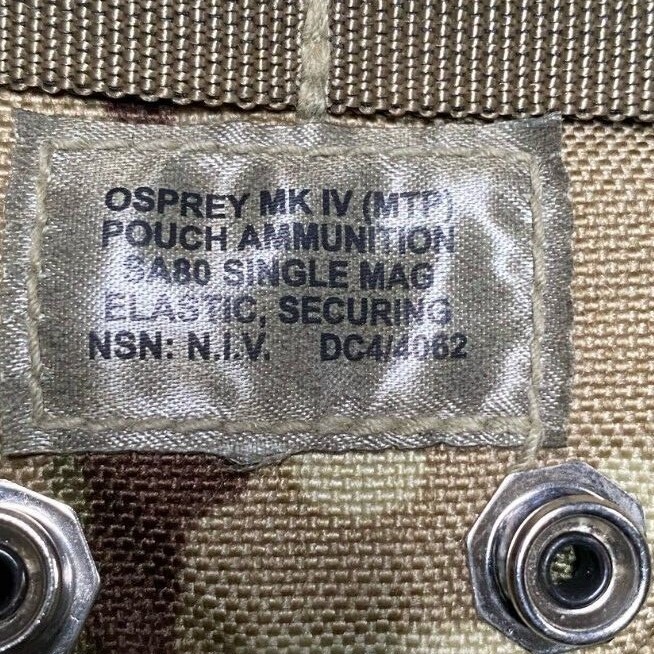 OSPREY MK IV (MTP)
POUCH AMMUNITION
SA80 SINGLE MAG
ELASTIC, SECURING
NSN: N.I.V. DC4/4062